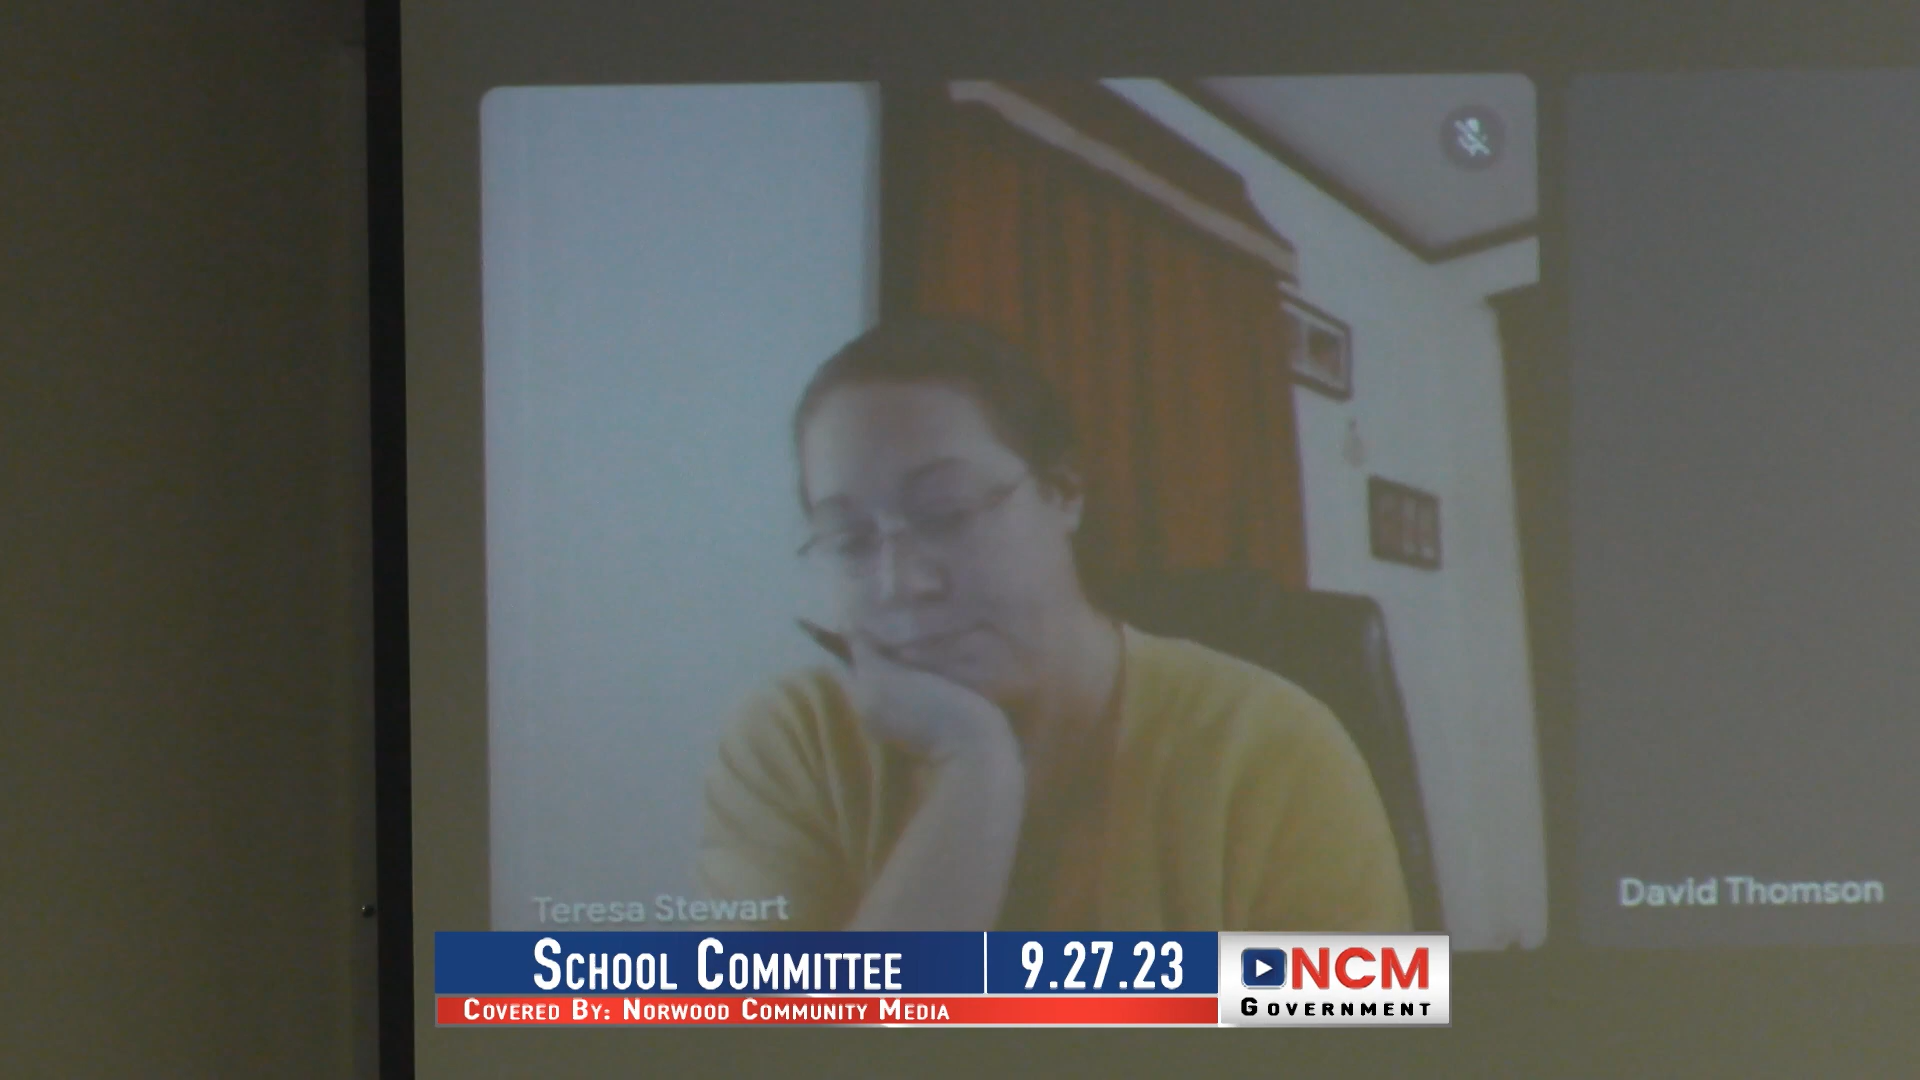 Teresa Stewart
David Thomson
SCHOOL COMMITTEE
9.27.23
COVERED BY: NORWOOD COMMUNITY MEDIA
NCM
GOVERNMENT